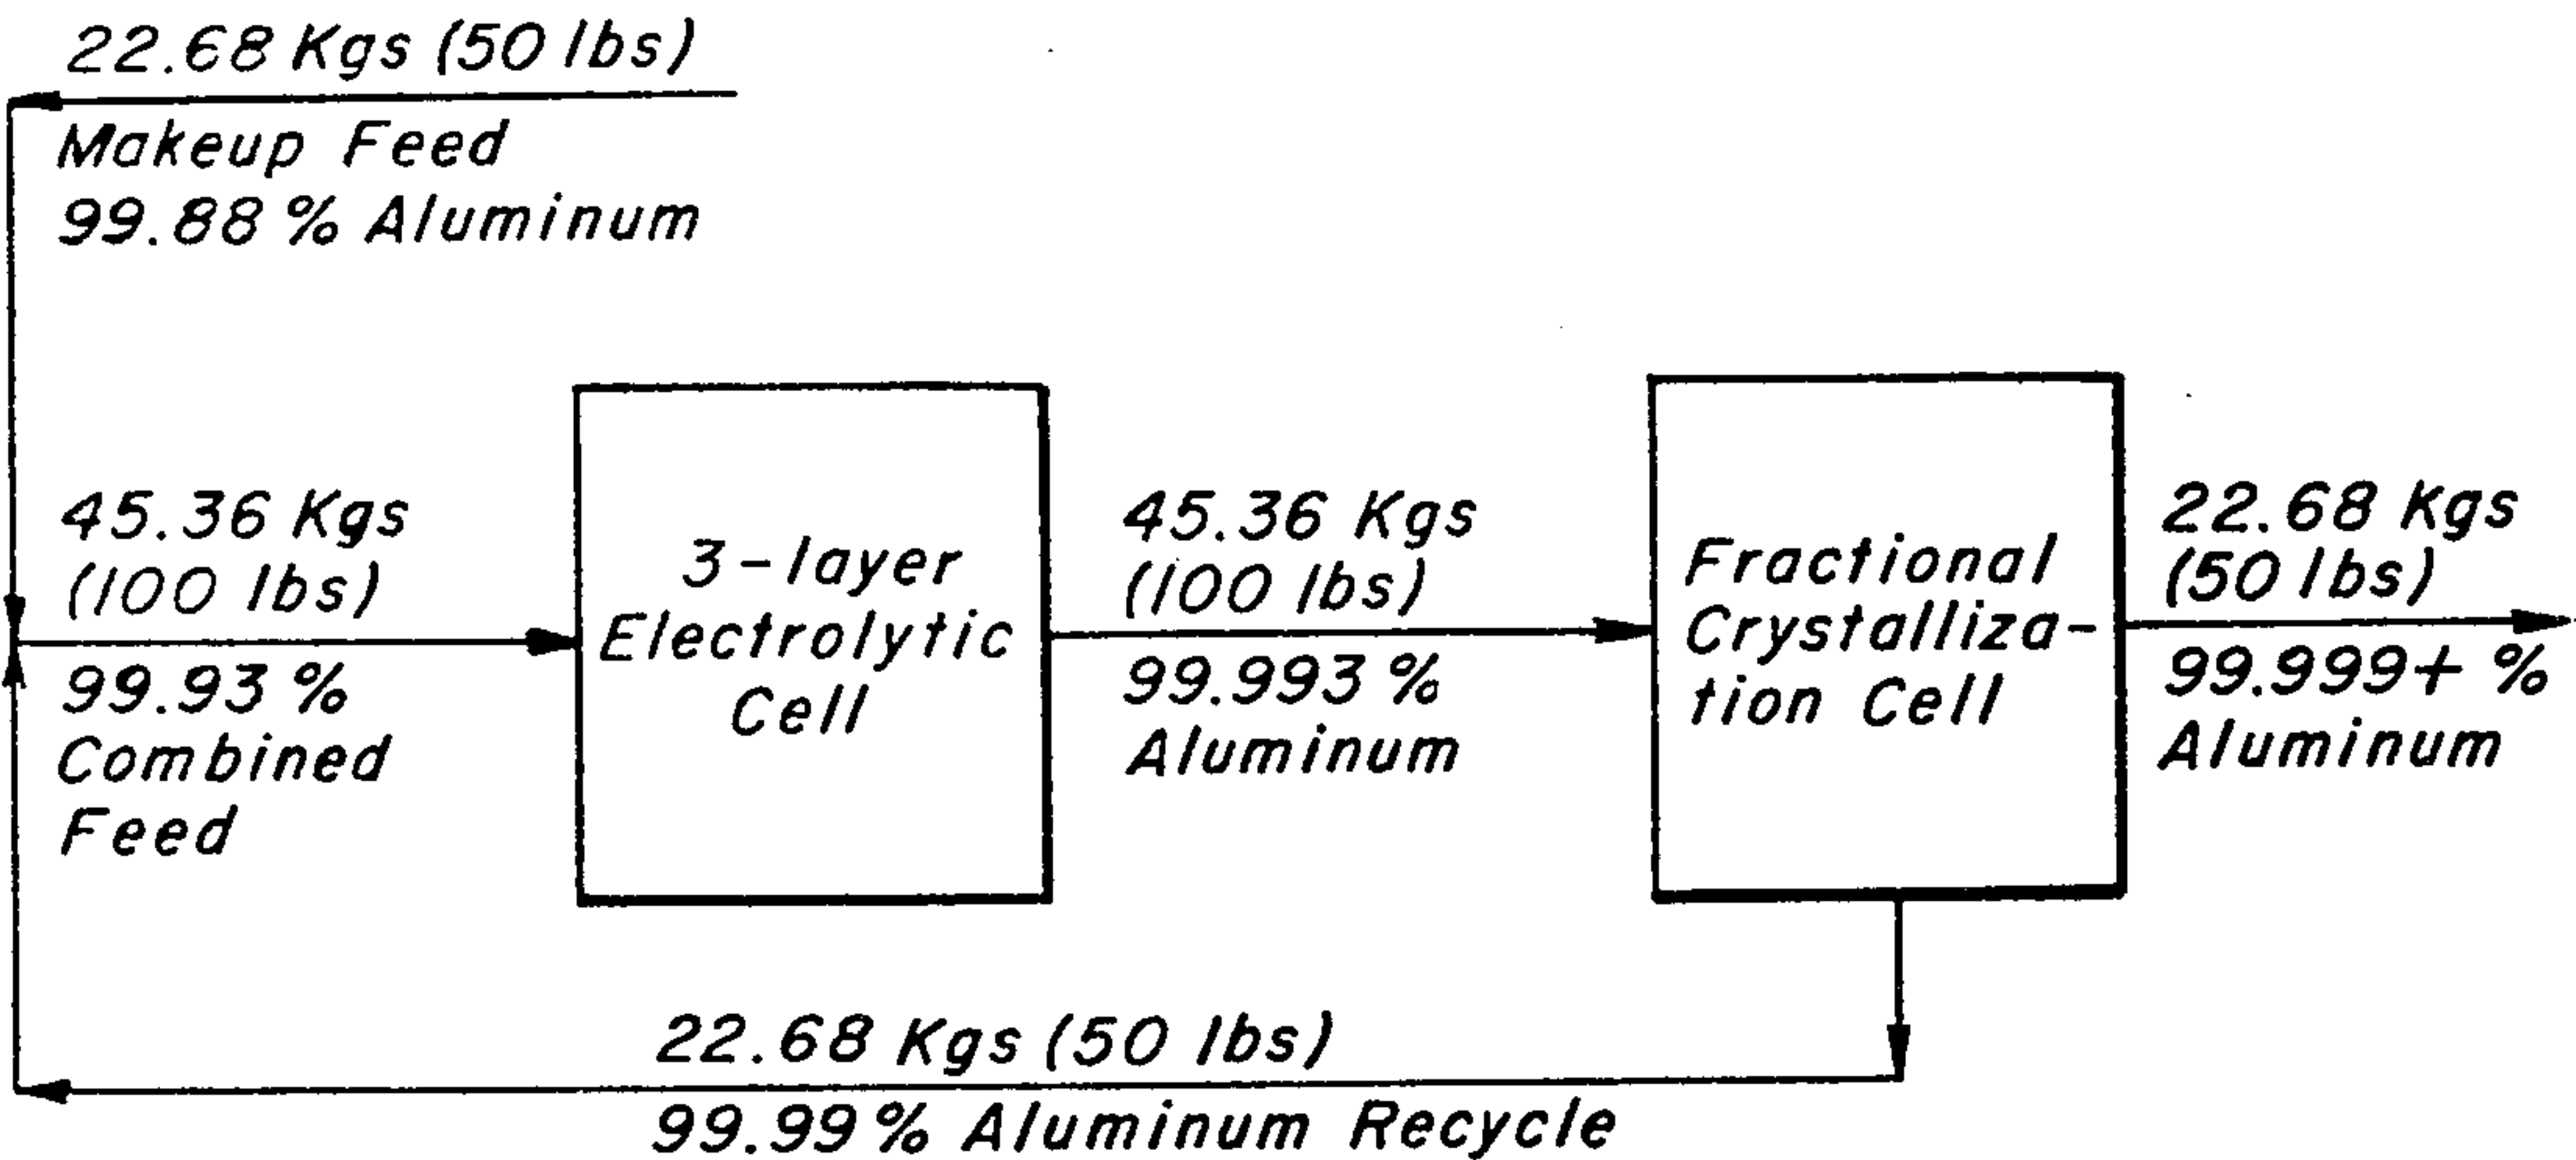 22.68 Kgs (50 lbs)
Makeup Feed
99.88 % Aluminum
45.36 Kgs
(100 lbs)
99.93 %
Combined
Feed
3-layer
Electrolytic
Cell
45.36 Kgs
(100 lbs)
99.993 %
Aluminum
Fractional
Crystalliza-
tion Cell
22.68 Kgs
(50 lbs)
99.999+ %
Aluminum
22.68 Kgs (50 lbs)
99.99 % Aluminum Recycle